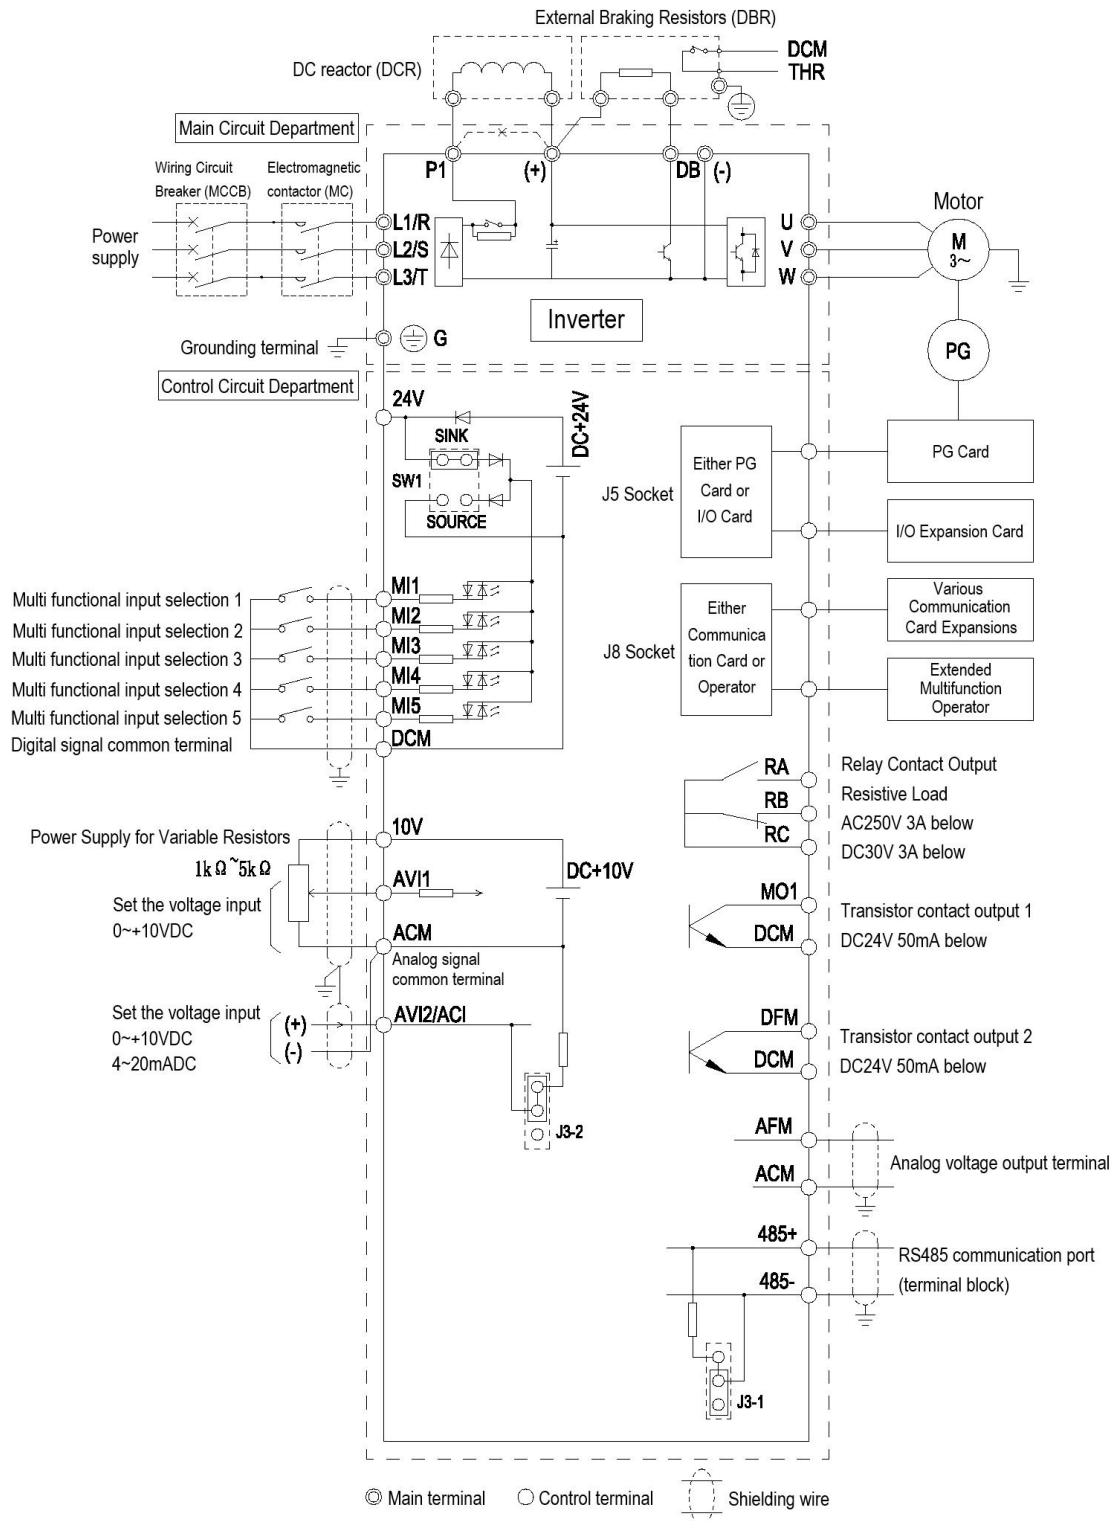 External Braking Resistors (DBR)
DC reactor (DCR)
DCM
THR
Main Circuit Department
Wiring Circuit
Breaker (MCCB)
Electromagnetic
contactor (MC)
P1
(+)
DB
(-)
Power
supply
L1/R
L2/S
L3/T
U
V
W
Motor
M
3~
Inverter
Grounding terminal
G
PG
Control Circuit Department
24V
SINK
SW1
SOURCE
DC+24V
J5 Socket
Either PG
Card or
I/O Card
PG Card
I/O Expansion Card
J8 Socket
Either
Communica
tion Card or
Operator
Various
Communication
Card Expansions
Extended
Multifunction
Operator
Multi functional input selection 1
MI1
Multi functional input selection 2
MI2
Multi functional input selection 3
MI3
Multi functional input selection 4
MI4
Multi functional input selection 5
MI5
Digital signal common terminal
DCM
RA
RB
RC
Relay Contact Output
Resistive Load
AC250V 3A below
DC30V 3A below
Power Supply for Variable Resistors
1kΩ~5kΩ
10V
DC+10V
Set the voltage input
0~+10VDC
AVI1
ACM
Analog signal
common terminal
MO1
DCM
Transistor contact output 1
DC24V 50mA below
Set the voltage input
0~+10VDC
4~20mADC
(+)
(-)
AVI2/ACI
J3-2
DFM
DCM
Transistor contact output 2
DC24V 50mA below
AFM
ACM
Analog voltage output terminal
485+
485-
RS485 communication port
(terminal block)
J3-1
Main terminal
Control terminal
Shielding wire